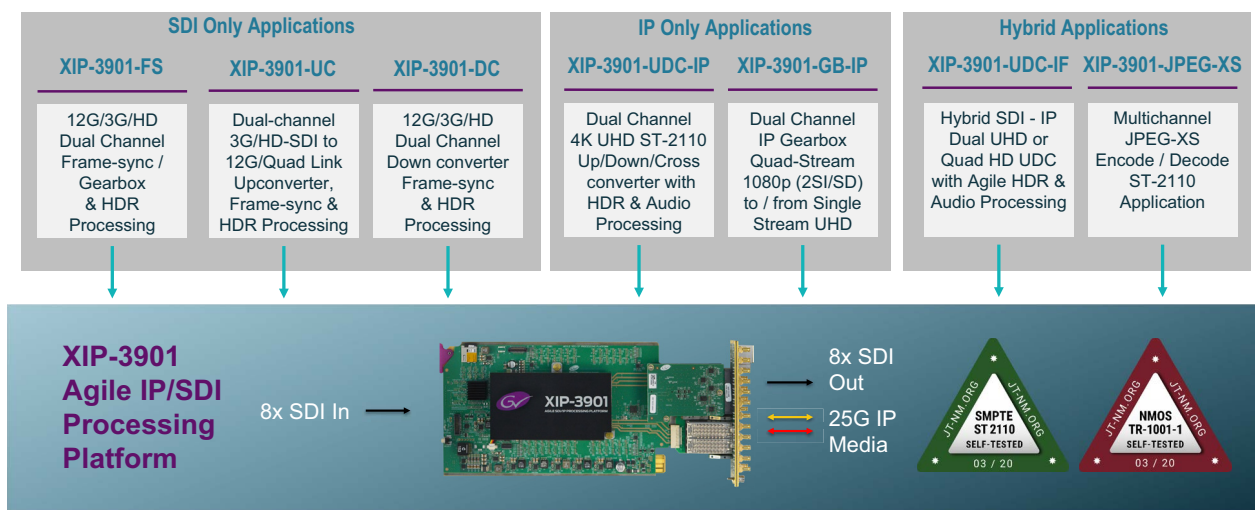 SDI Only Applications
XIP-3901-FS
12G/3G/HD
Dual Channel
Frame-sync /
Gearbox
& HDR
Processing
XIP-3901-UC
Dual-channel
3G/HD-SDI to
12G/Quad Link
Upconverter,
Frame-sync &
HDR Processing
XIP-3901-DC
12G/3G/HD
Dual Channel
Down converter
Frame-sync
& HDR
Processing
IP Only Applications
XIP-3901-UDC-IP
Dual Channel
4K UHD ST-2110
Up/Down/Cross
converter with
HDR & Audio
Processing
XIP-3901-GB-IP
Dual Channel
IP Gearbox
Quad-Stream
1080p (2SI/SD)
to / from Single
Stream UHD
Hybrid Applications
XIP-3901-UDC-IF
Hybrid SDI - IP
Dual UHD or
Quad HD UDC
with Agile HDR &
Audio Processing
XIP-3901-JPEG-XS
Multichannel
JPEG-XS
Encode / Decode
ST-2110
Application
XIP-3901
Agile IP/SDI
Processing
Platform
8x SDI In
GV
XIP-3901
AGILE SDI/IP PROCESSING PLATFORM
8x SDI
Out
25G IP
Media
JT-NM.ORG
JT-NM.ORG
SMPTE
ST 2110
SELF-TESTED
03 / 20
JT-NM.ORG
JT-NM.ORG
NMOS
TR-1001-1
SELF-TESTED
03 / 20